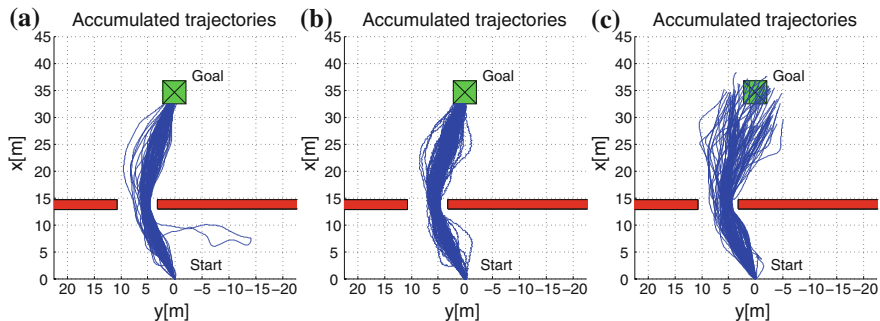 (a) Accumulated trajectories
45
40
35
30
25
20
15
10
5
0
x[m]
Goal
Start
20 15 10 5 0 −5 −10 −15 −20
y[m]
(b) Accumulated trajectories
45
40
35
30
25
20
15
10
5
0
x[m]
Goal
Start
20 15 10 5 0 −5 −10 −15 −20
y[m]
(c) Accumulated trajectories
45
40
35
30
25
20
15
10
5
0
x[m]
Goal
Start
20 15 10 5 0 −5 −10 −15 −20
y[m]